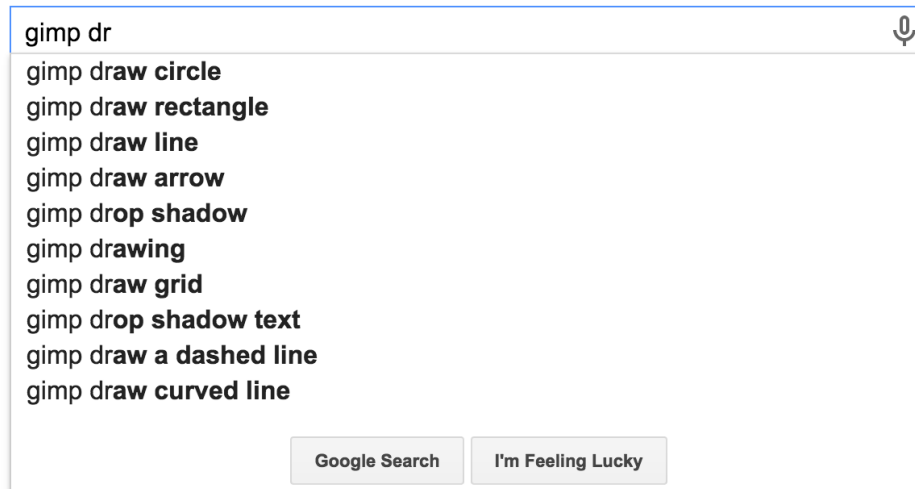 gimp dr
gimp draw circle
gimp draw rectangle
gimp draw line
gimp draw arrow
gimp drop shadow
gimp drawing
gimp draw grid
gimp drop shadow text
gimp draw a dashed line
gimp draw curved line
Google Search I'm Feeling Lucky